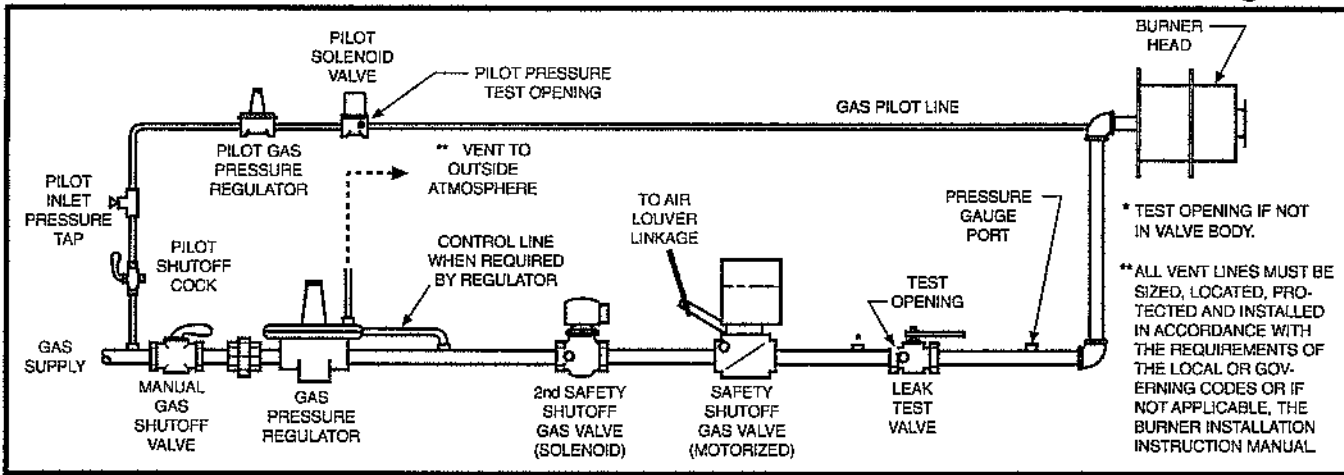 PILOT
SOLENOID
VALVE
PILOT PRESSURE
TEST OPENING
GAS PILOT LINE
BURNER
HEAD
PILOT GAS
PRESSURE
REGULATOR
** VENT TO
OUTSIDE
ATMOSPHERE
PILOT
INLET
PRESSURE
TAP
PILOT
SHUTOFF
COCK
CONTROL LINE
WHEN REQUIRED
BY REGULATOR
TO AIR
LOUVER
LINKAGE
PRESSURE
GAUGE
PORT
TEST
OPENING
*
GAS
SUPPLY
MANUAL
GAS
SHUTOFF
VALVE
GAS
PRESSURE
REGULATOR
2nd SAFETY
SHUTOFF
GAS VALVE
(SOLENOID)
SAFETY
SHUTOFF
GAS VALVE
(MOTORIZED)
LEAK
TEST
VALVE
* TEST OPENING IF NOT
IN VALVE BODY.
** ALL VENT LINES MUST BE
SIZED, LOCATED, PRO-
TECTED AND INSTALLED
IN ACCORDANCE WITH
THE REQUIREMENTS OF
THE LOCAL OR GOV-
ERNING CODES OR IF
NOT APPLICABLE, THE
BURNER INSTALLATION
INSTRUCTION MANUAL.